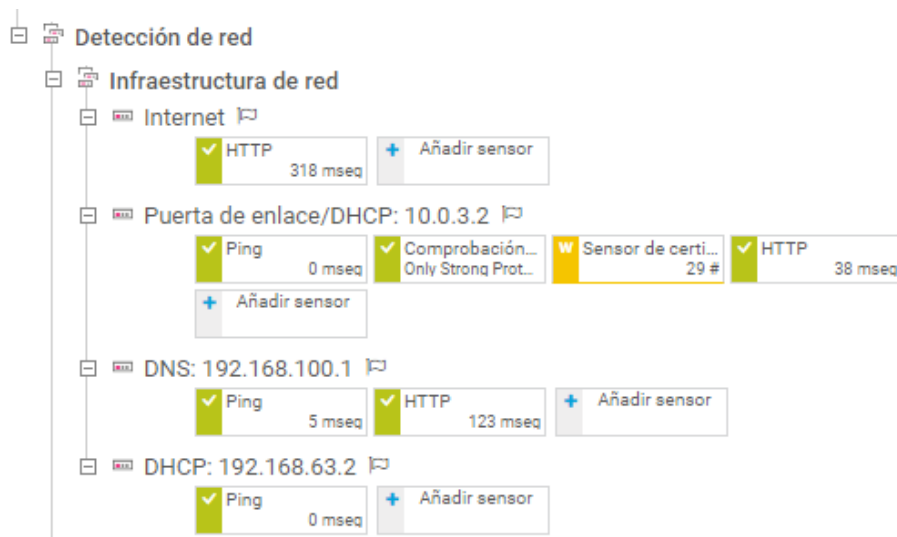 Detección de red
Infraestructura de red
Internet
HTTP
318 mseg
+ Añadir sensor
Puerta de enlace/DHCP: 10.0.3.2
Ping
0 mseg
Comprobación...
Only Strong Prot...
W Sensor de certi...
29 #
HTTP
38 mseg
+ Añadir sensor
DNS: 192.168.100.1
Ping
5 mseg
HTTP
123 mseg
+ Añadir sensor
DHCP: 192.168.63.2
Ping
0 mseg
+ Añadir sensor